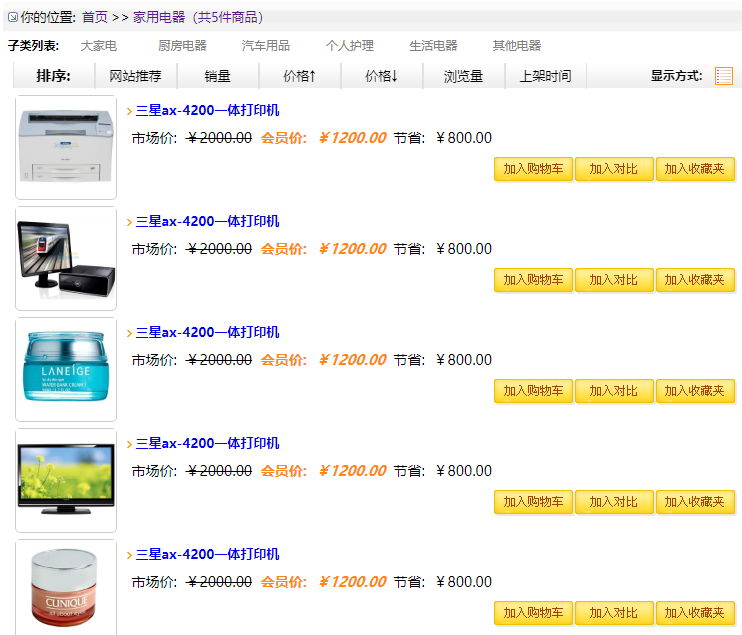 你的位置: 首页 >> 家用电器（共5件商品）
子类列表: 大家电 厨房电器 汽车用品 个人护理 生活电器 其他电器
排序: 网站推荐 销量 价格↑ 价格↓ 浏览量 上架时间 显示方式:
三星ax-4200一体打印机
市场价: ￥2000.00 会员价: ￥1200.00 节省: ￥800.00
加入购物车 加入对比 加入收藏夹
三星ax-4200一体打印机
市场价: ￥2000.00 会员价: ￥1200.00 节省: ￥800.00
加入购物车 加入对比 加入收藏夹
三星ax-4200一体打印机
市场价: ￥2000.00 会员价: ￥1200.00 节省: ￥800.00
LANEIGE
WATER BANK CREAM
加入购物车 加入对比 加入收藏夹
三星ax-4200一体打印机
市场价: ￥2000.00 会员价: ￥1200.00 节省: ￥800.00
加入购物车 加入对比 加入收藏夹
三星ax-4200一体打印机
市场价: ￥2000.00 会员价: ￥1200.00 节省: ￥800.00
CLINIQUE
all about eyes
加入购物车 加入对比 加入收藏夹